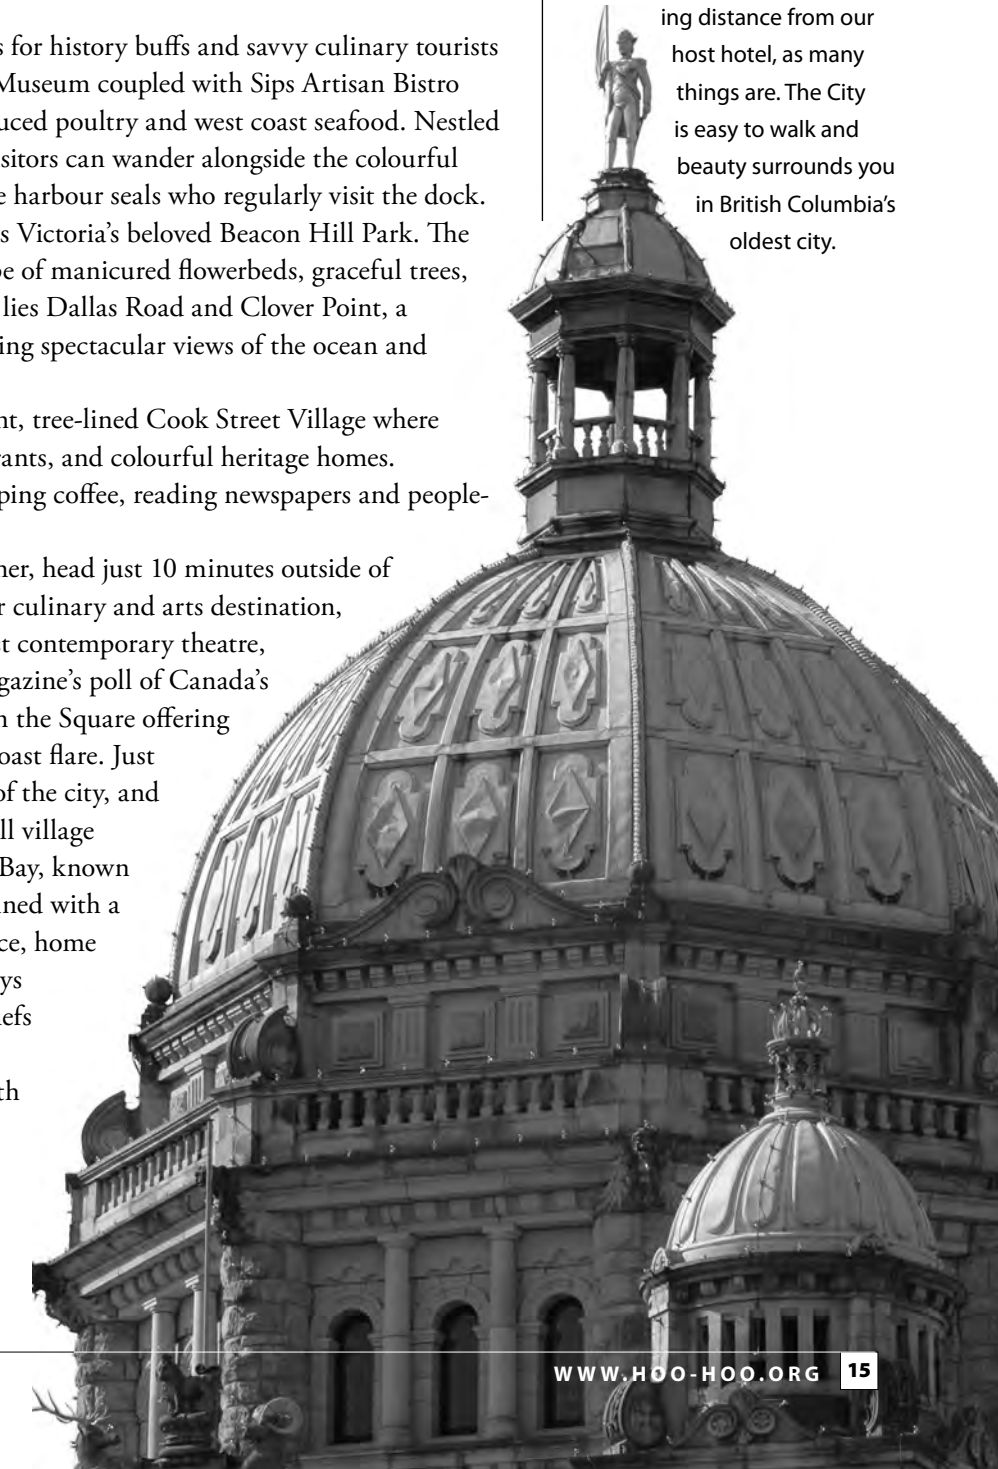 s for history buffs and savvy culinary tourists
Museum coupled with Sips Artisan Bistro
uced poultry and west coast seafood. Nestled
sitors can wander alongside the colourful
e harbour seals who regularly visit the dock.
s Victoria's beloved Beacon Hill Park. The
pe of manicured flowerbeds, graceful trees,
lies Dallas Road and Clover Point, a
ing spectacular views of the ocean and
nt, tree-lined Cook Street Village where
rants, and colourful heritage homes.
ping coffee, reading newspapers and people-
her, head just 10 minutes outside of
r culinary and arts destination,
st contemporary theatre,
gazine's poll of Canada's
n the Square offering
oast flare. Just
of the city, and
ll village
Bay, known
ined with a
ce, home
ys
efs
th
ing distance from our
host hotel, as many
things are. The City
is easy to walk and
beauty surrounds you
in British Columbia's
oldest city.
WWW.HOO-HOO.ORG 15